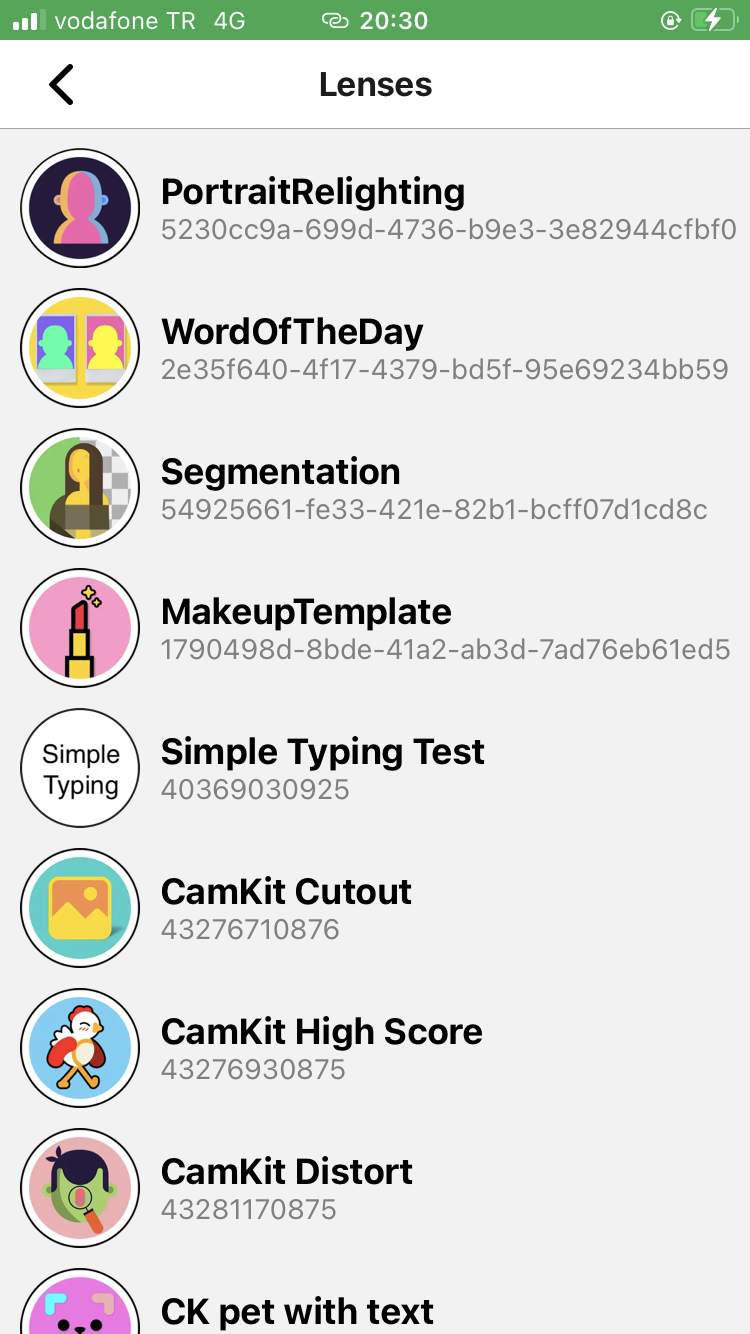 vodafone TR 4G 20:30
Lenses
PortraitRelighting
5230cc9a-699d-4736-b9e3-3e82944cfbf0
WordOfTheDay
2e35f640-4f17-4379-bd5f-95e69234bb59
Segmentation
54925661-fe33-421e-82b1-bcff07d1cd8c
MakeupTemplate
1790498d-8bde-41a2-ab3d-7ad76eb61ed5
Simple
Typing
Simple Typing Test
40369030925
CamKit Cutout
43276710876
CamKit High Score
43276930875
CamKit Distort
43281170875
CK pet with text